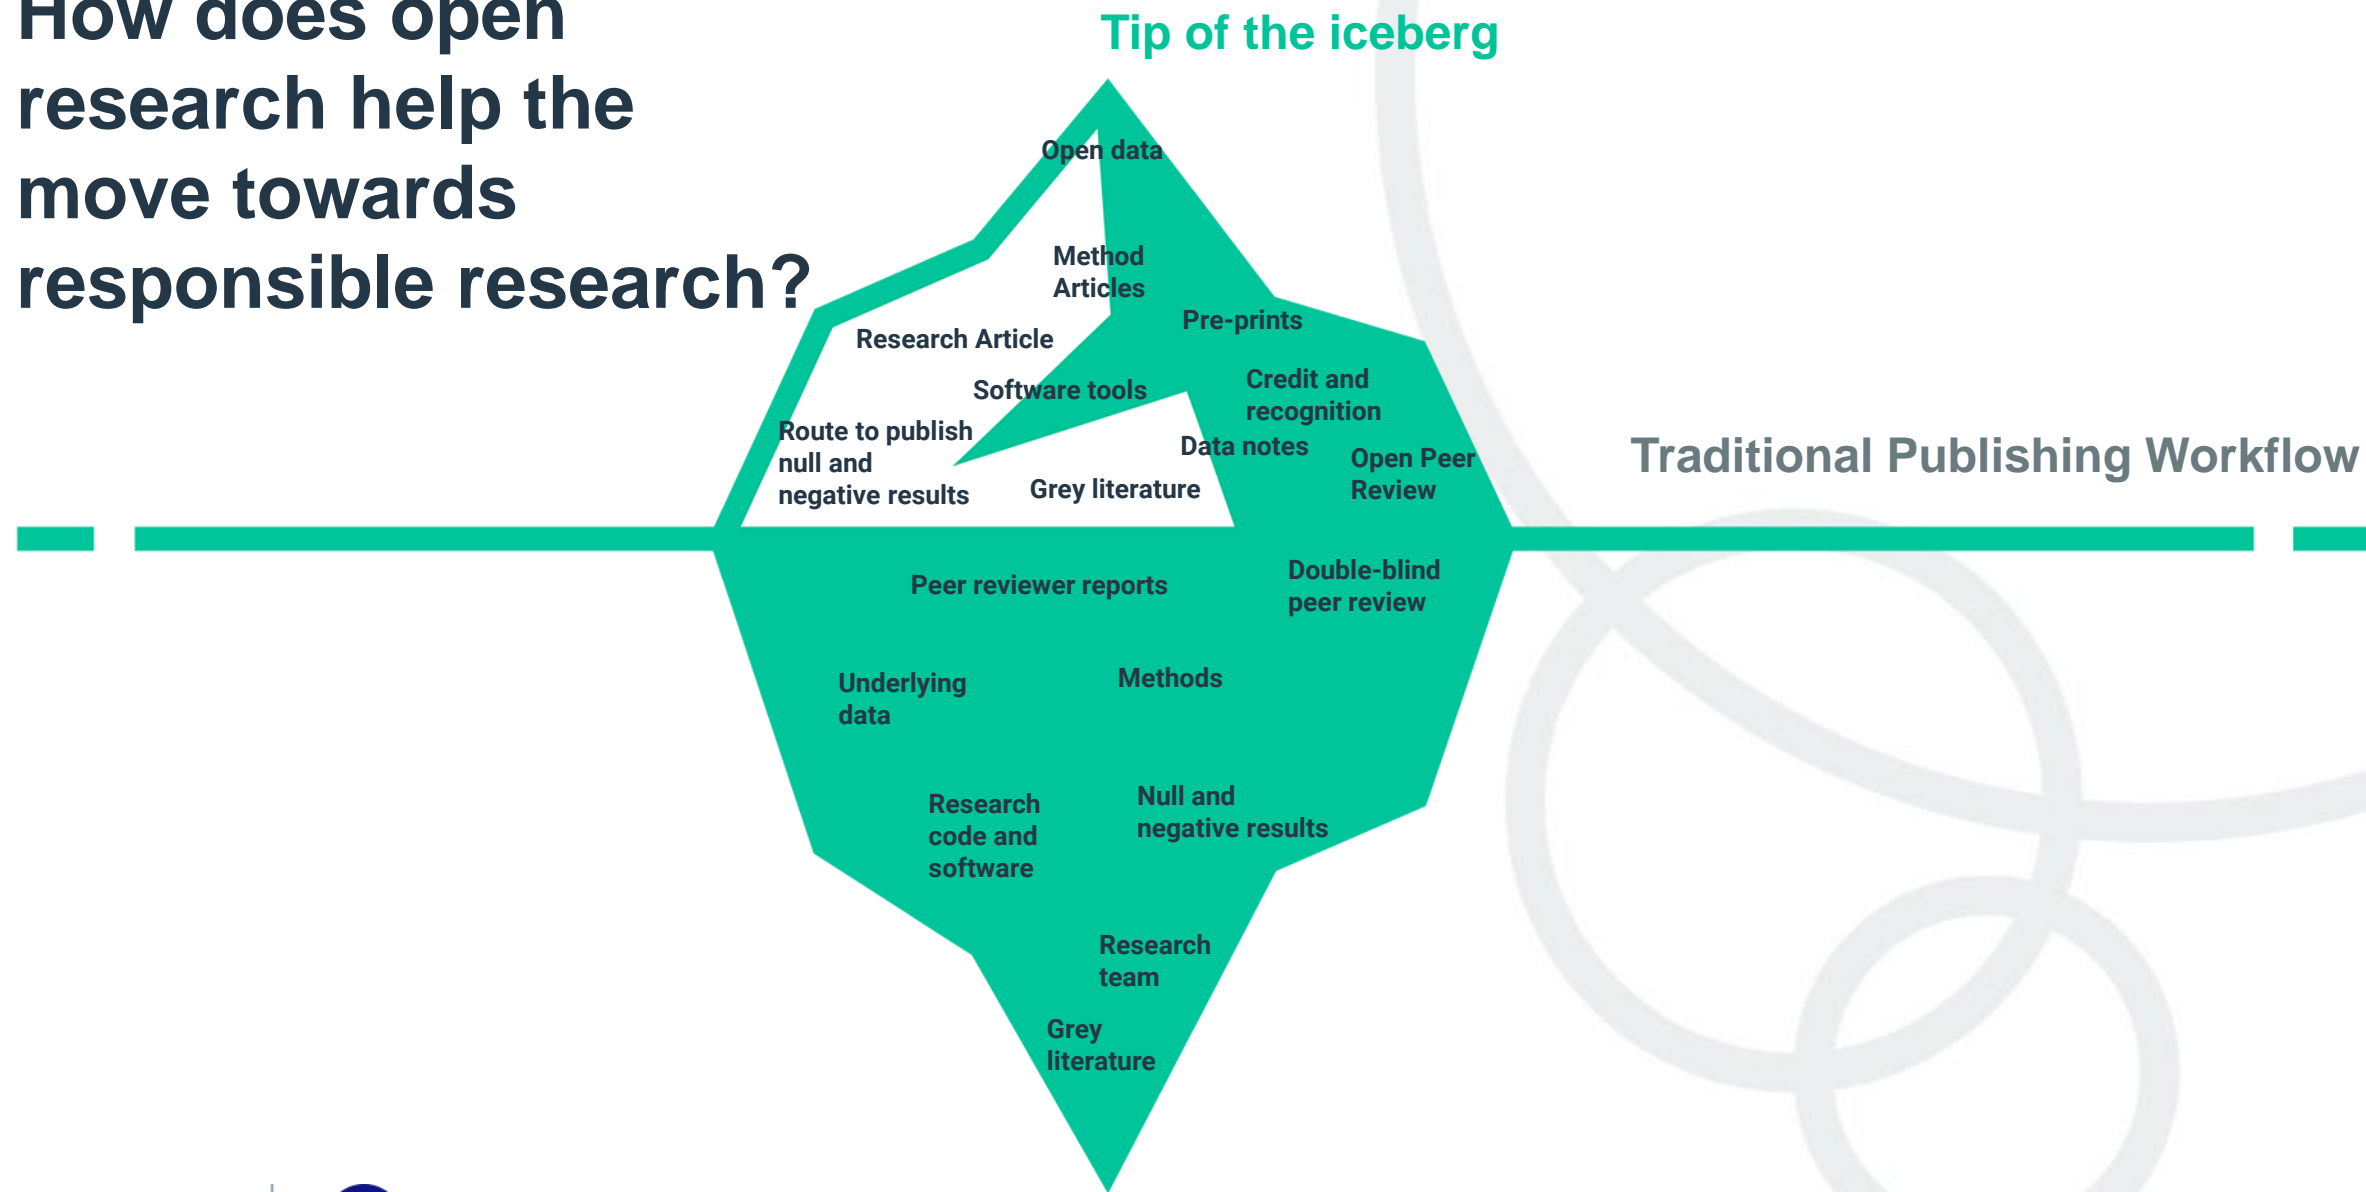 How does open
research help the
move towards
responsible research?
Tip of the iceberg
Open data
Method
Articles
Pre-prints
Research Article
Software tools
Credit and
recognition
Route to publish
null and
negative results
Data notes
Open Peer
Review
Grey literature
Traditional Publishing Workflow
Peer reviewer reports
Double-blind
peer review
Underlying
data
Methods
Research
code and
software
Null and
negative results
Research
team
Grey
literature